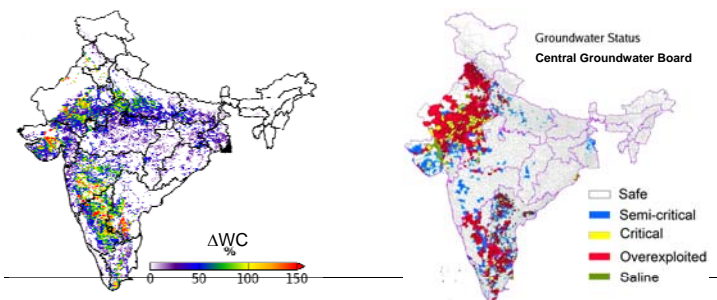 ΔWC
%
0 50 100 150
Groundwater Status
Central Groundwater Board
Safe
Semi-critical
Critical
Overexploited
Saline